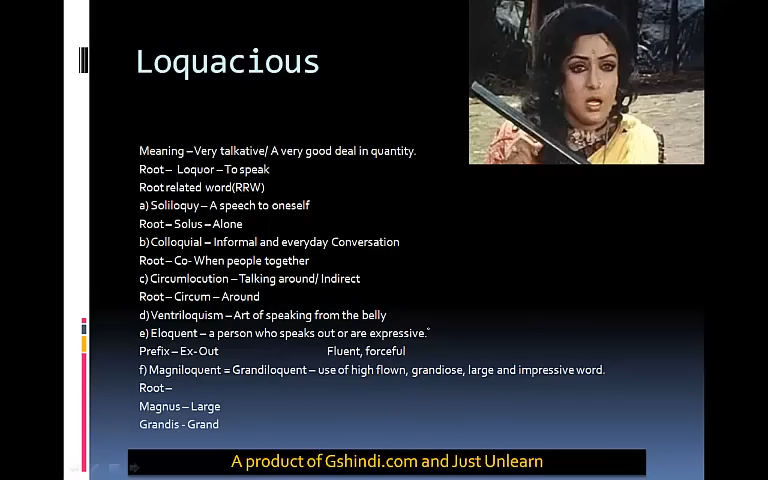 Loquacious
Meaning – Very talkative/ A very good deal in quantity.
Root – Loquor – To speak
Root related word(RRW)
a) Soliloquy – A speech to oneself
Root – Solus – Alone
b) Colloquial – Informal and everyday Conversation
Root – Co- When people together
c) Circumlocution – Talking around/ Indirect
Root – Circum – Around
d) Ventriloquism – Art of speaking from the belly
e) Eloquent – a person who speaks out or are expressive.
Prefix – Ex- Out Fluent, forceful
f) Magniloquent = Grandiloquent – use of high flown, grandiose, large and impressive word.
Root –
Magnus – Large
Grandis - Grand
A product of Gshindi.com and Just Unlearn